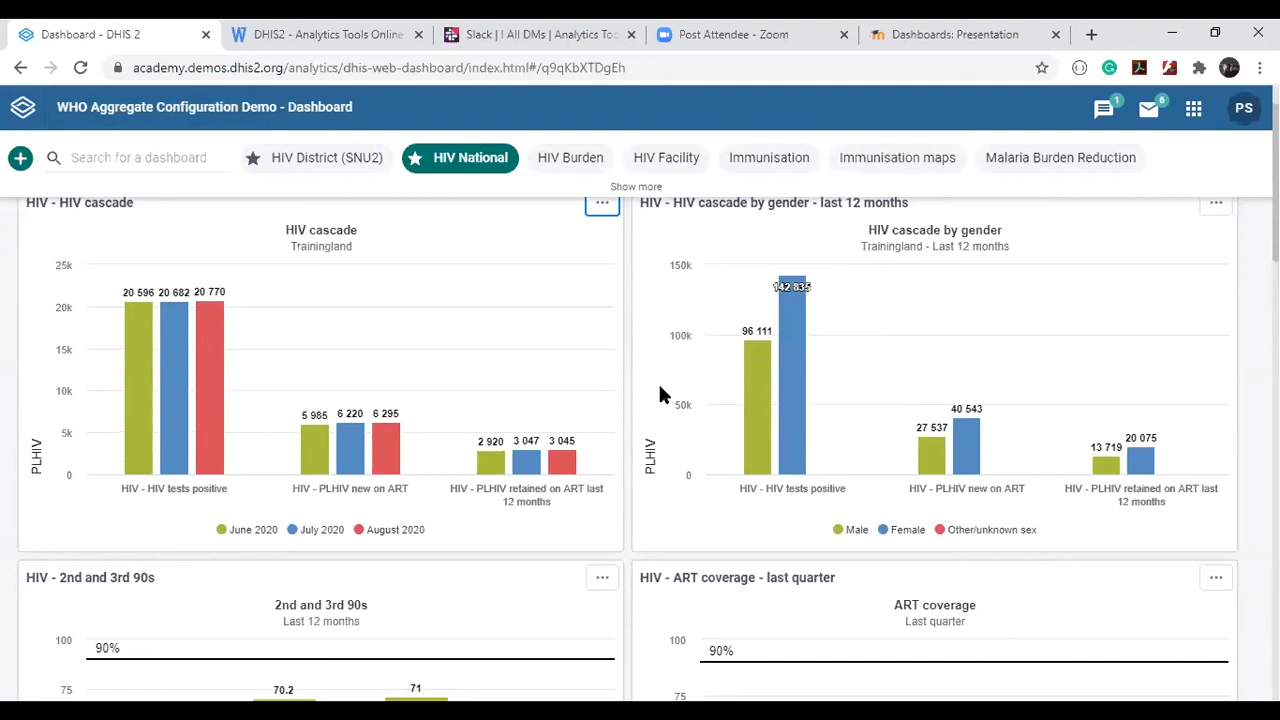 Dashboard - DHIS 2
DHIS2 - Analytics Tools Online
Slack | ! All DMs | Analytics Too
Post Attendee - Zoom
Dashboards: Presentation
academy.demos.dhis2.org/analytics/dhis-web-dashboard/index.html#/q9qKbXTDgEh
WHO Aggregate Configuration Demo - Dashboard
1
6
PS
Search for a dashboard
HIV District (SNU2)
HIV National
HIV Burden
HIV Facility
Immunisation
Immunisation maps
Malaria Burden Reduction
Show more
HIV - HIV cascade
HIV cascade
Trainingland
25k
20k
15k
10k
5k
0
PLHIV
20 596
20 682
20 770
5 985
6 220
6 295
2 920
3 047
3 045
HIV - HIV tests positive
HIV - PLHIV new on ART
HIV - PLHIV retained on ART last
12 months
June 2020
July 2020
August 2020
HIV - HIV cascade by gender - last 12 months
HIV cascade by gender
Trainingland - Last 12 months
150k
100k
50k
0
PLHIV
96 111
142 835
27 537
40 543
13 719
20 075
HIV - HIV tests positive
HIV - PLHIV new on ART
HIV - PLHIV retained on ART last
12 months
Male
Female
Other/unknown sex
HIV - 2nd and 3rd 90s
2nd and 3rd 90s
Last 12 months
100
90%
75
70.2
71
HIV - ART coverage - last quarter
ART coverage
Last quarter
100
90%
75